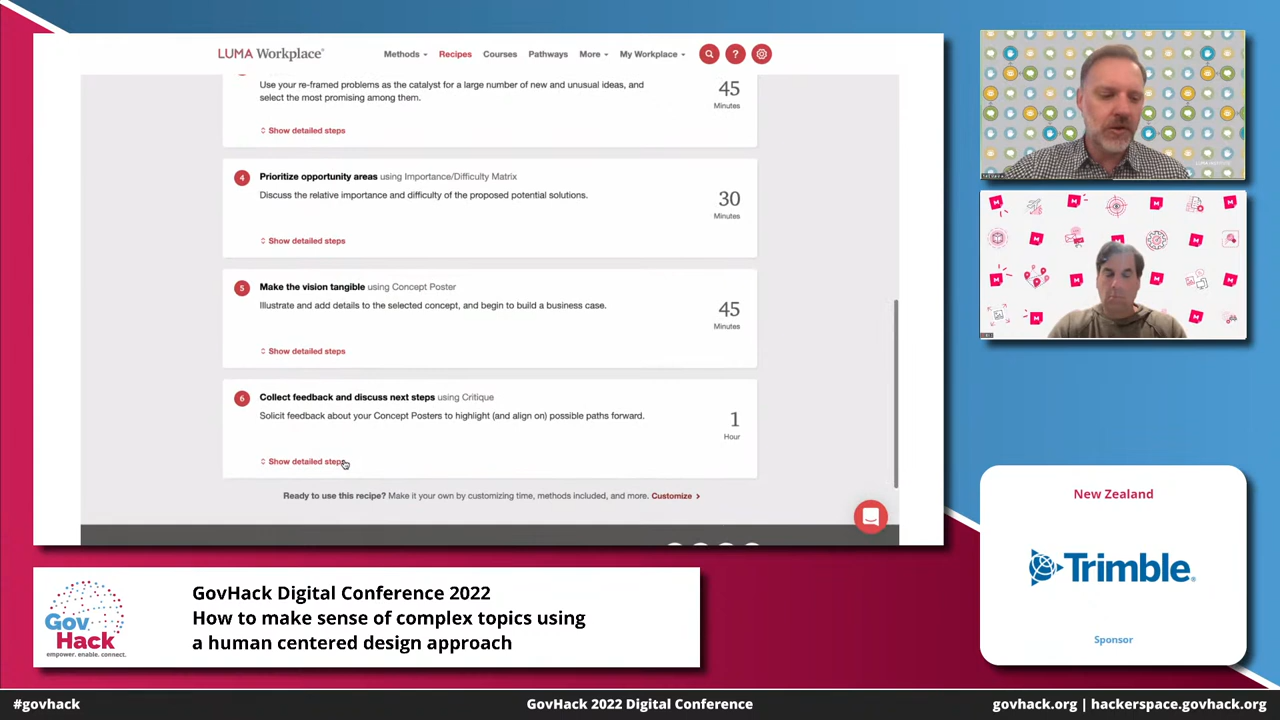 LUMA Workplace®
Methods Recipes Courses Pathways More My Workplace
Use your re-framed problems as the catalyst for a large number of new and unusual ideas, and
select the most promising among them.
45
Minutes
Show detailed steps
4
Prioritize opportunity areas using Importance/Difficulty Matrix
Discuss the relative importance and difficulty of the proposed potential solutions.
30
Minutes
Show detailed steps
5
Make the vision tangible using Concept Poster
Illustrate and add details to the selected concept, and begin to build a business case.
45
Minutes
Show detailed steps
6
Collect feedback and discuss next steps using Critique
Solicit feedback about your Concept Posters to highlight (and align on) possible paths forward.
1
Hour
Show detailed steps
Ready to use this recipe? Make it your own by customizing time, methods included, and more. Customize
New Zealand
Trimble
Sponsor
Gov
Hack
empower. enable. connect.
GovHack Digital Conference 2022
How to make sense of complex topics using
a human centered design approach
#govhack
GovHack 2022 Digital Conference
govhack.org | hackerspace.govhack.org